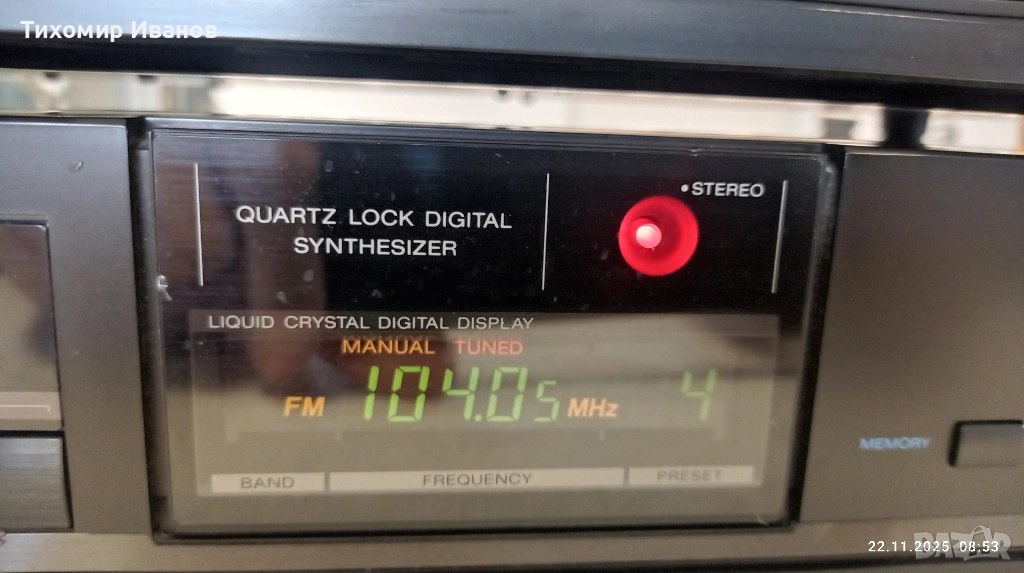 Тихомир Иванов
QUARTZ LOCK DIGITAL
SYNTHESIZER
•STEREO
LIQUID CRYSTAL DIGITAL DISPLAY
MANUAL TUNED
FM 104.05 MHz 4
BAND FREQUENCY PRESET
MEMORY
BAZAR
22.11.2025 08:53